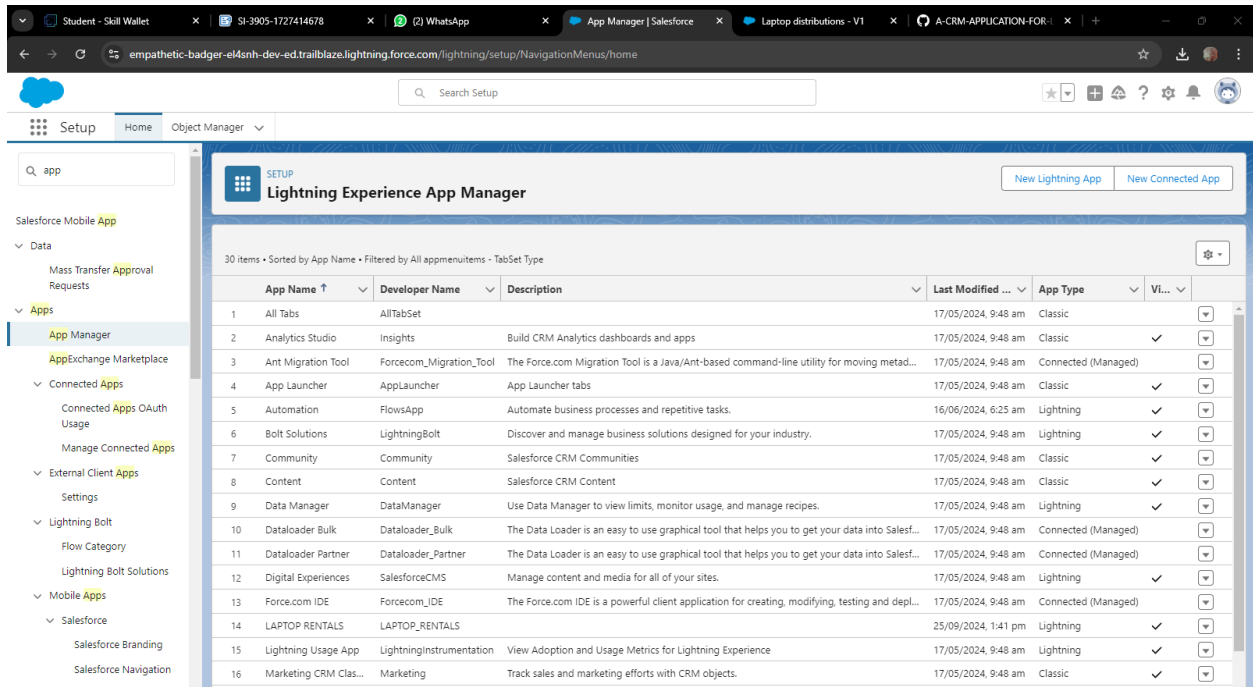 Student - Skill Wallet
SI-3905-1727414678
(2) WhatsApp
App Manager | Salesforce
Laptop distributions - V1
A-CRM-APPLICATION-FOR-L
empathetic-badger-el4snh-dev-ed.trailblaze.lightning.force.com/lightning/setup/NavigationMenus/home
Search Setup
Setup Home Object Manager
app
Salesforce Mobile App
Data
Mass Transfer Approval
Requests
Apps
App Manager
AppExchange Marketplace
Connected Apps
Connected Apps OAuth
Usage
Manage Connected Apps
External Client Apps
Settings
Lightning Bolt
Flow Category
Lightning Bolt Solutions
Mobile Apps
Salesforce
Salesforce Branding
Salesforce Navigation
SETUP
Lightning Experience App Manager
New Lightning App New Connected App
30 items • Sorted by App Name • Filtered by All appmenuitems - TabSet Type
App Name ↑ Developer Name Description Last Modified ... App Type Vi...
1 All Tabs AllTabSet 17/05/2024, 9:48 am Classic
2 Analytics Studio Insights Build CRM Analytics dashboards and apps 17/05/2024, 9:48 am Classic
3 Ant Migration Tool Forcecom_Migration_Tool The Force.com Migration Tool is a Java/Ant-based command-line utility for moving metad... 17/05/2024, 9:48 am Connected (Managed)
4 App Launcher AppLauncher App Launcher tabs 17/05/2024, 9:48 am Classic
5 Automation FlowsApp Automate business processes and repetitive tasks. 16/06/2024, 6:25 am Lightning
6 Bolt Solutions LightningBolt Discover and manage business solutions designed for your industry. 17/05/2024, 9:48 am Lightning
7 Community Community Salesforce CRM Communities 17/05/2024, 9:48 am Classic
8 Content Content Salesforce CRM Content 17/05/2024, 9:48 am Classic
9 Data Manager DataManager Use Data Manager to view limits, monitor usage, and manage recipes. 17/05/2024, 9:48 am Lightning
10 Dataloader Bulk Dataloader_Bulk The Data Loader is an easy to use graphical tool that helps you to get your data into Salesf... 17/05/2024, 9:48 am Connected (Managed)
11 Dataloader Partner Dataloader_Partner The Data Loader is an easy to use graphical tool that helps you to get your data into Salesf... 17/05/2024, 9:48 am Connected (Managed)
12 Digital Experiences SalesforceCMS Manage content and media for all of your sites. 17/05/2024, 9:48 am Lightning
13 Force.com IDE Forcecom_IDE The Force.com IDE is a powerful client application for creating, modifying, testing and depl... 17/05/2024, 9:48 am Connected (Managed)
14 LAPTOP RENTALS LAPTOP_RENTALS 25/09/2024, 1:41 pm Lightning
15 Lightning Usage App LightningInstrumentation View Adoption and Usage Metrics for Lightning Experience 17/05/2024, 9:48 am Lightning
16 Marketing CRM Clas... Marketing Track sales and marketing efforts with CRM objects. 17/05/2024, 9:48 am Classic